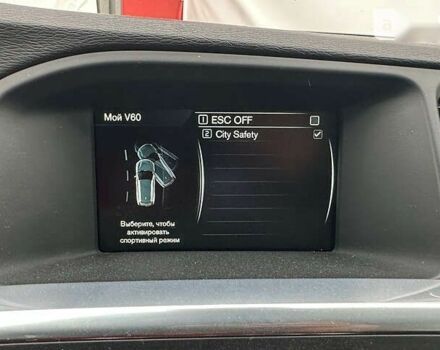 Мой V60
1 ESC OFF
2 City Safety
Выберите, чтобы
активировать
спортивный режим